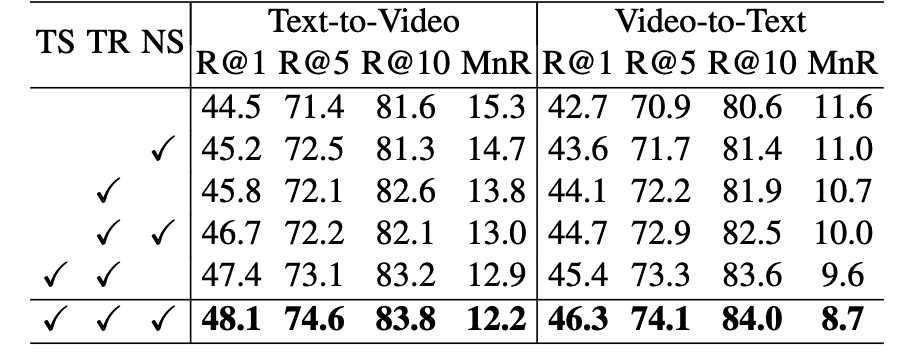 TS TR NS Text-to-Video Video-to-Text
R@1 R@5 R@10 MnR R@1 R@5 R@10 MnR
44.5 71.4 81.6 15.3 42.7 70.9 80.6 11.6
✓ 45.2 72.5 81.3 14.7 43.6 71.7 81.4 11.0
✓ 45.8 72.1 82.6 13.8 44.1 72.2 81.9 10.7
✓ ✓ 46.7 72.2 82.1 13.0 44.7 72.9 82.5 10.0
✓ ✓ 47.4 73.1 83.2 12.9 45.4 73.3 83.6 9.6
✓ ✓ ✓ 48.1 74.6 83.8 12.2 46.3 74.1 84.0 8.7